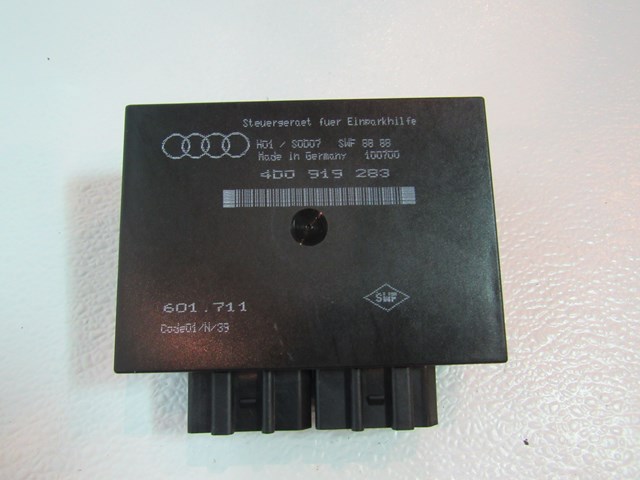 Steuergeraet fuer Einparkhilfe
H01 / S0D07 SWF 88 88
Made in Germany 100700
4D0 919 283
601.711
SWF
Code01/N/39